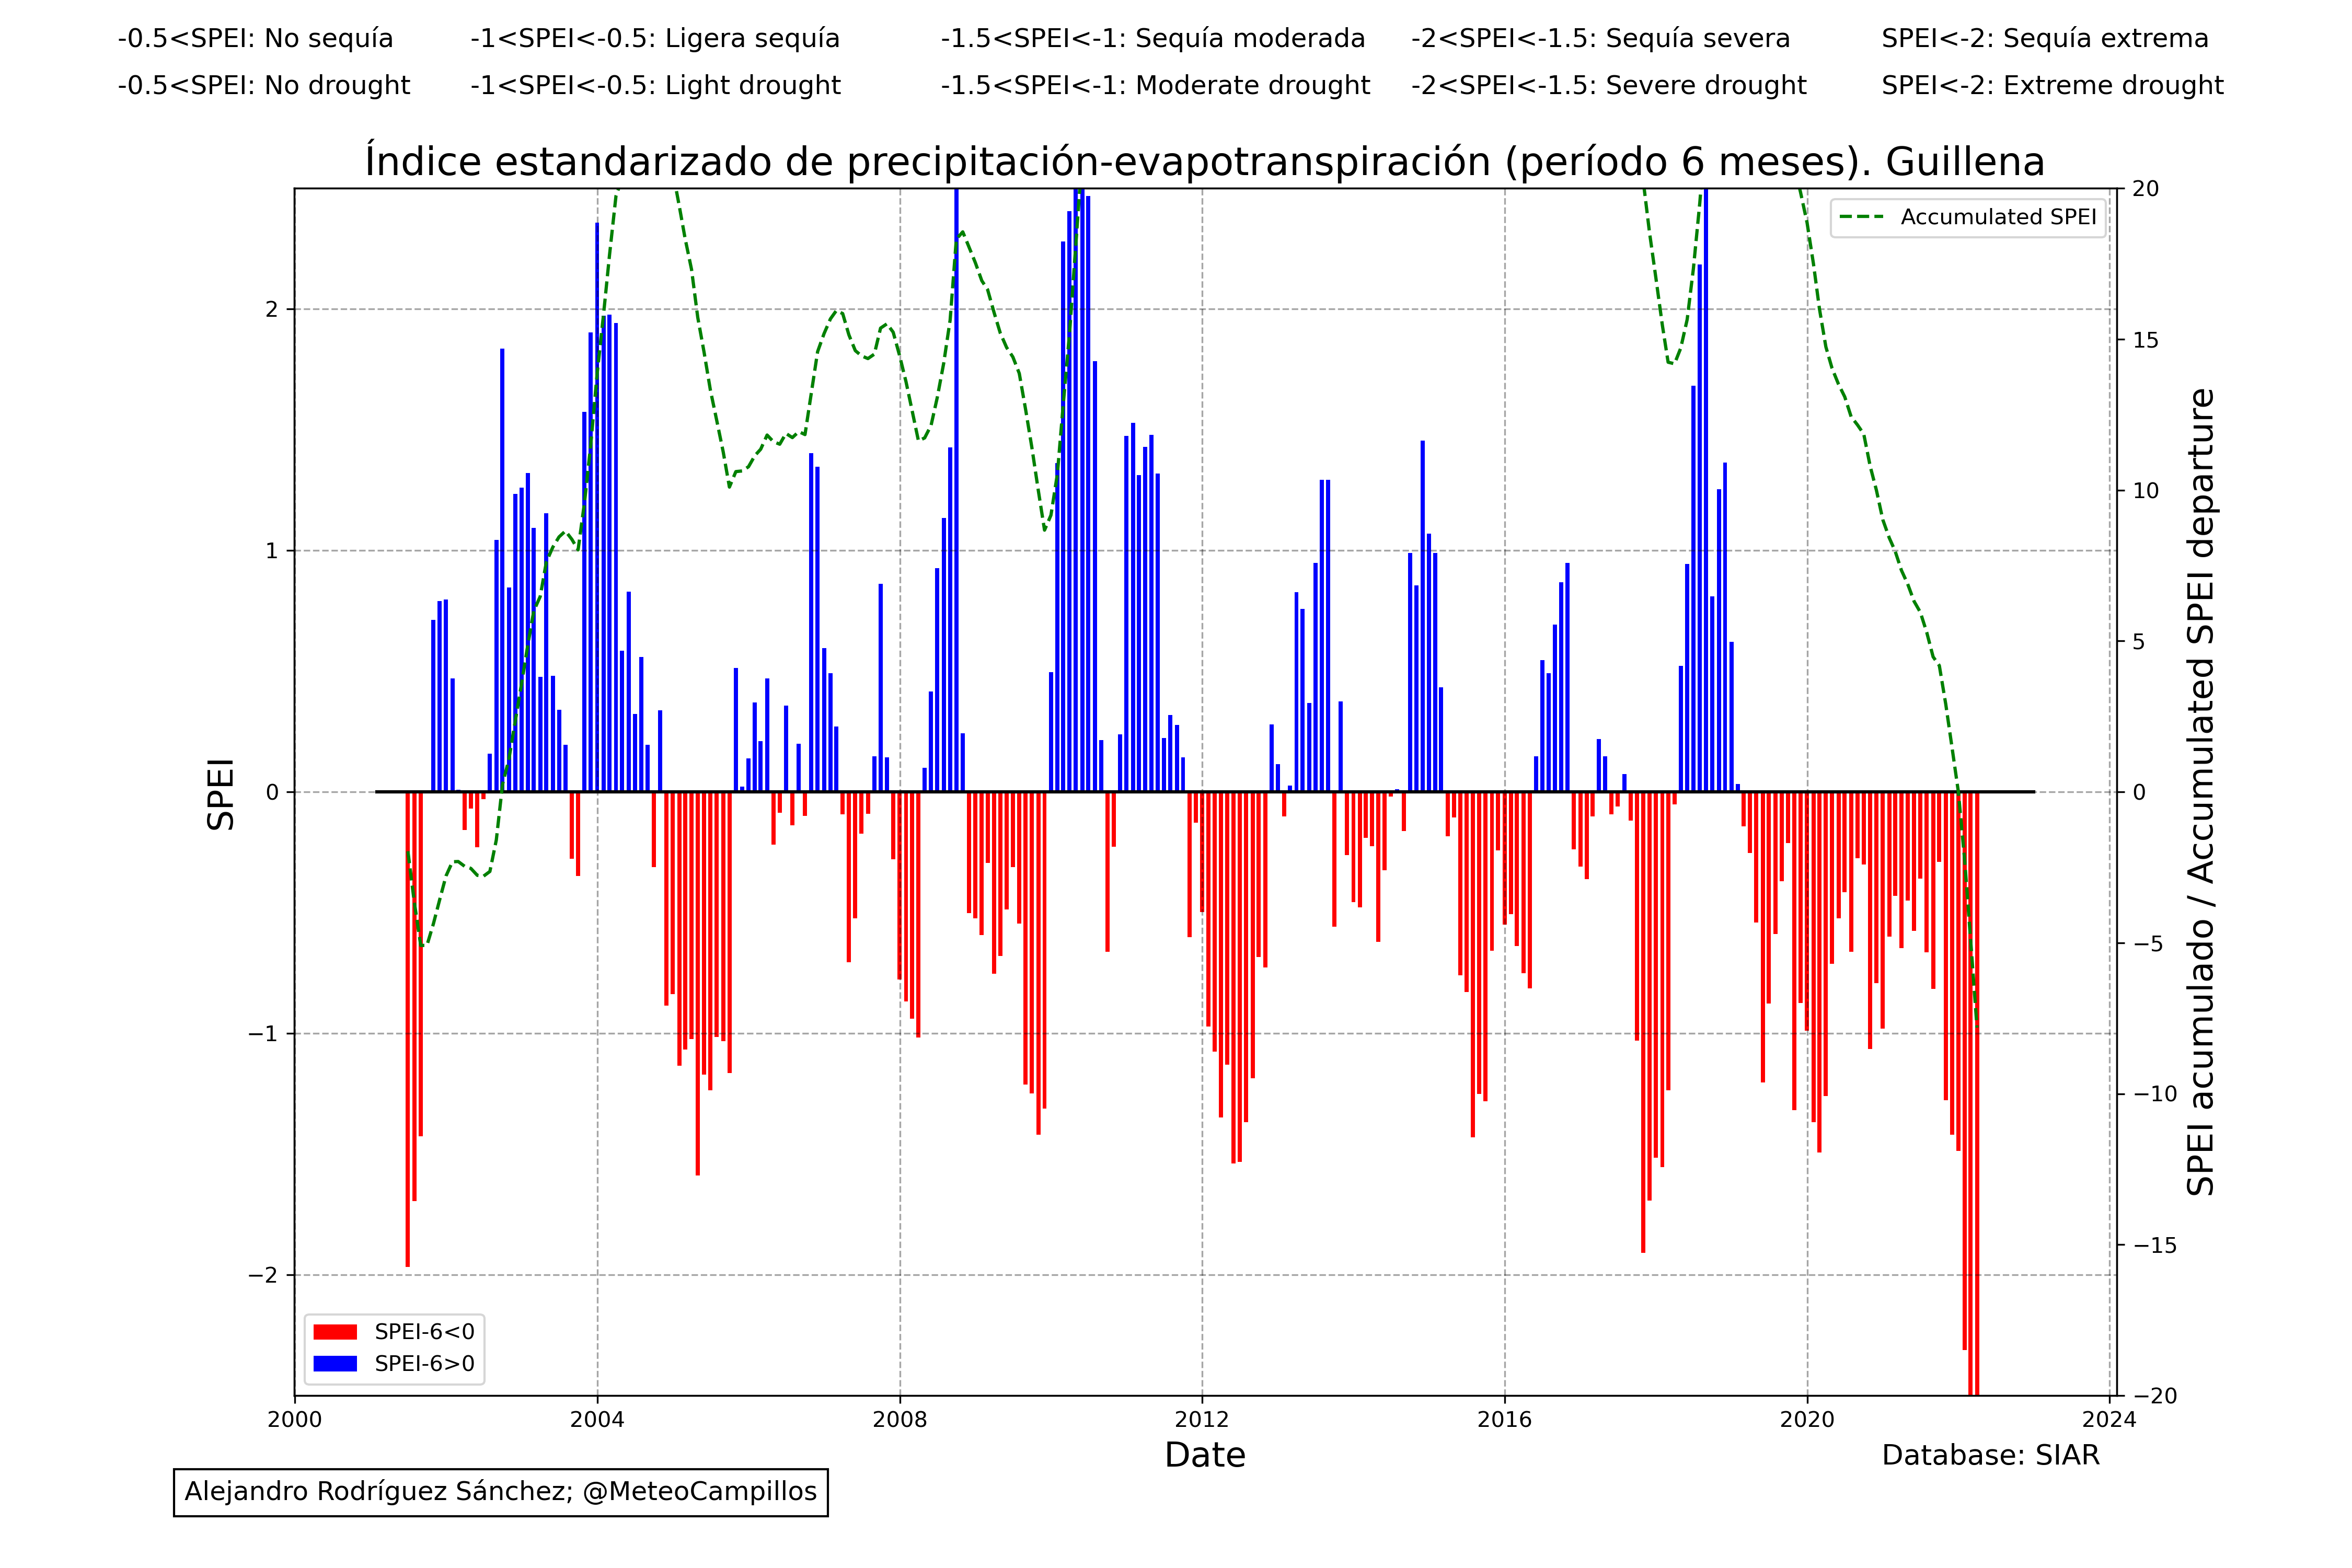 -0.5<SPEI: No sequía -1<SPEI<-0.5: Ligera sequía -1.5<SPEI<-1: Sequía moderada -2<SPEI<-1.5: Sequía severa SPEI<-2: Sequía extrema
-0.5<SPEI: No drought -1<SPEI<-0.5: Light drought -1.5<SPEI<-1: Moderate drought -2<SPEI<-1.5: Severe drought SPEI<-2: Extreme drought
Índice estandarizado de precipitación-evapotranspiración (período 6 meses). Guillena
Accumulated SPEI
SPEI
2
1
0
−1
−2
20
15
10
5
0
−5
−10
−15
−20
SPEI acumulado / Accumulated SPEI departure
SPEI-6<0
SPEI-6>0
2000 2004 2008 2012 2016 2020 2024
Date
Database: SIAR
Alejandro Rodríguez Sánchez; @MeteoCampillos